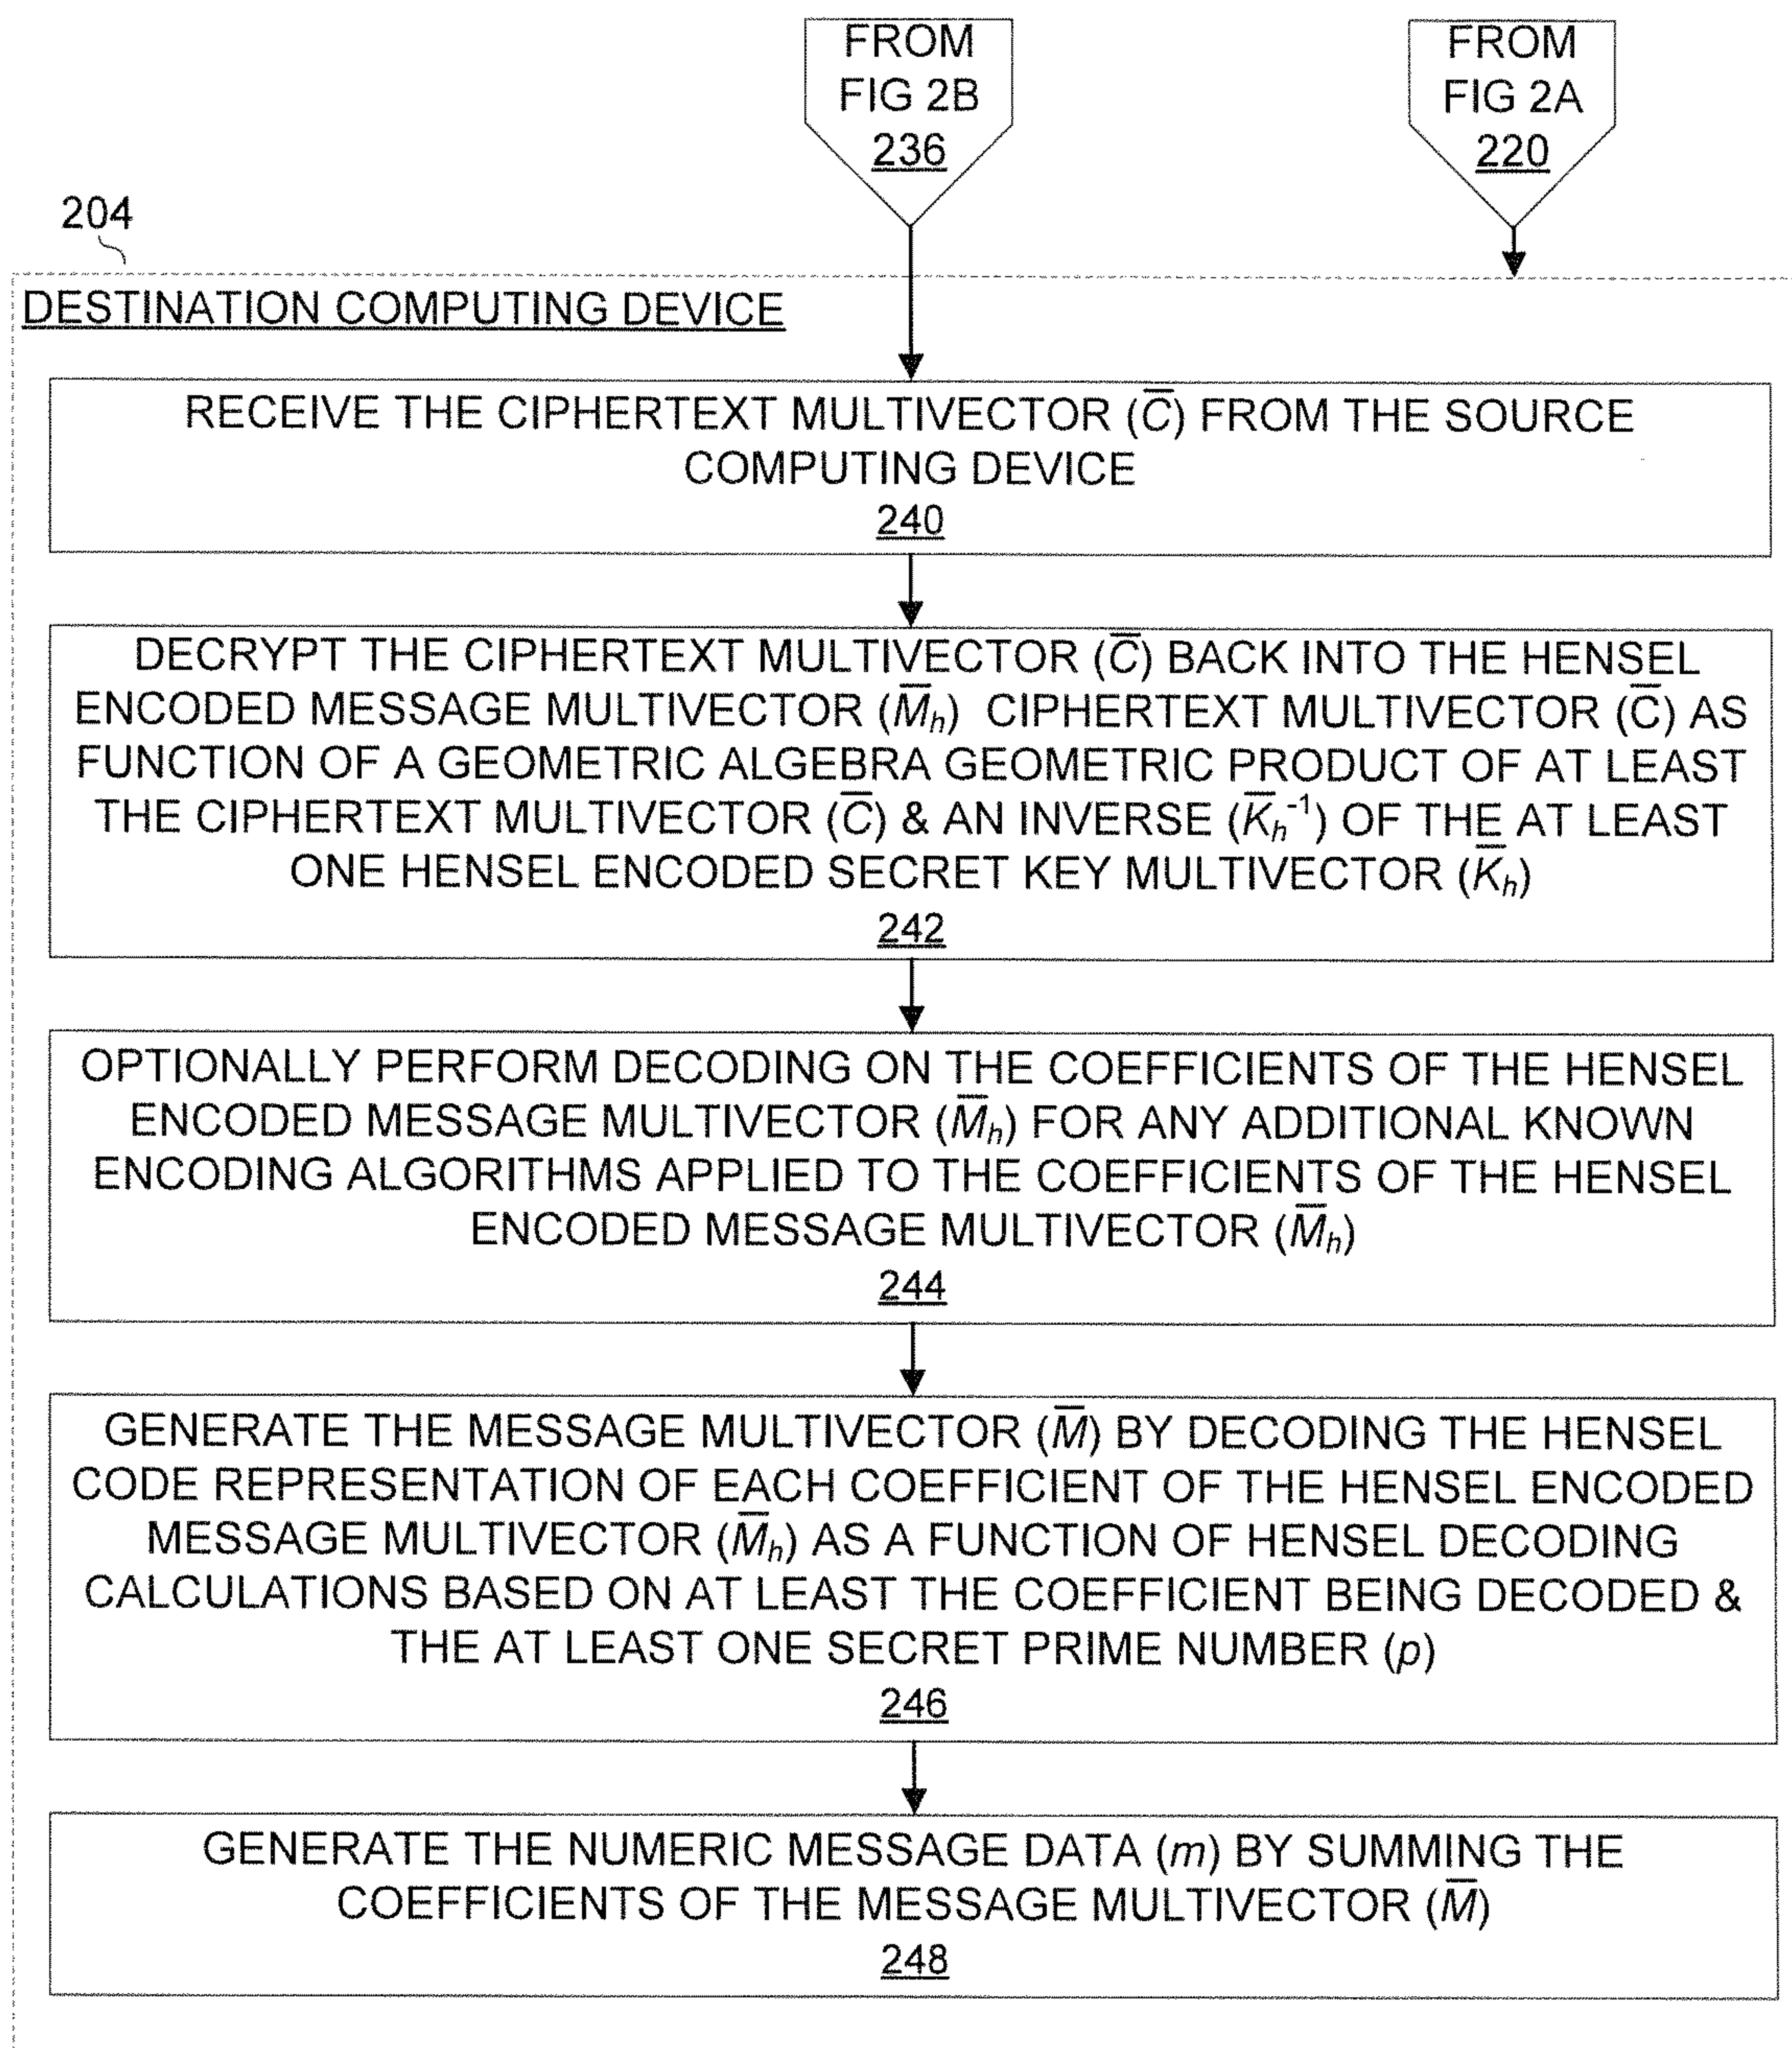 FROM
FIG 2B
236
FROM
FIG 2A
220
204
DESTINATION COMPUTING DEVICE
RECEIVE THE CIPHERTEXT MULTIVECTOR (C̅) FROM THE SOURCE
COMPUTING DEVICE
240
DECRYPT THE CIPHERTEXT MULTIVECTOR (C̅) BACK INTO THE HENSEL
ENCODED MESSAGE MULTIVECTOR (M̅ₕ) CIPHERTEXT MULTIVECTOR (C̅) AS
FUNCTION OF A GEOMETRIC ALGEBRA GEOMETRIC PRODUCT OF AT LEAST
THE CIPHERTEXT MULTIVECTOR (C̅) & AN INVERSE (K̅ₕ⁻¹) OF THE AT LEAST
ONE HENSEL ENCODED SECRET KEY MULTIVECTOR (K̅ₕ)
242
OPTIONALLY PERFORM DECODING ON THE COEFFICIENTS OF THE HENSEL
ENCODED MESSAGE MULTIVECTOR (M̅ₕ) FOR ANY ADDITIONAL KNOWN
ENCODING ALGORITHMS APPLIED TO THE COEFFICIENTS OF THE HENSEL
ENCODED MESSAGE MULTIVECTOR (M̅ₕ)
244
GENERATE THE MESSAGE MULTIVECTOR (M̅) BY DECODING THE HENSEL
CODE REPRESENTATION OF EACH COEFFICIENT OF THE HENSEL ENCODED
MESSAGE MULTIVECTOR (M̅ₕ) AS A FUNCTION OF HENSEL DECODING
CALCULATIONS BASED ON AT LEAST THE COEFFICIENT BEING DECODED &
THE AT LEAST ONE SECRET PRIME NUMBER (p)
246
GENERATE THE NUMERIC MESSAGE DATA (m) BY SUMMING THE
COEFFICIENTS OF THE MESSAGE MULTIVECTOR (M̅)
248